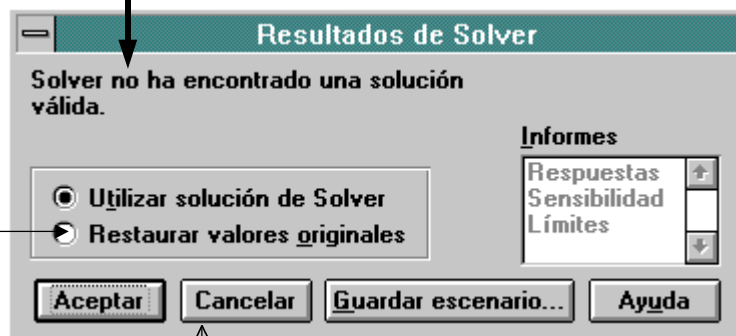 Resultados de Solver
Solver no ha encontrado una solución
válida.
Informes
Respuestas
Sensibilidad
Límites
Utilizar solución de Solver
Restaurar valores originales
Aceptar Cancelar Guardar escenario... Ayuda